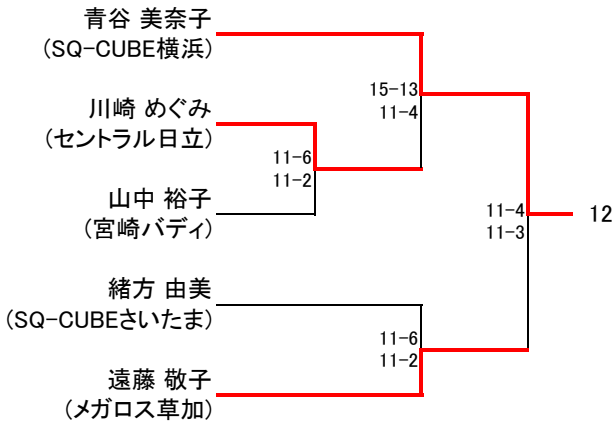 青谷 美奈子
(SQ-CUBE横浜)
15-13
11-4
川崎 めぐみ
(セントラル日立)
11-6
11-2
山中 裕子
(宮崎バディ)
11-4
11-3
12
緒方 由美
(SQ-CUBEさいたま)
11-6
11-2
遠藤 敬子
(メガロス草加)